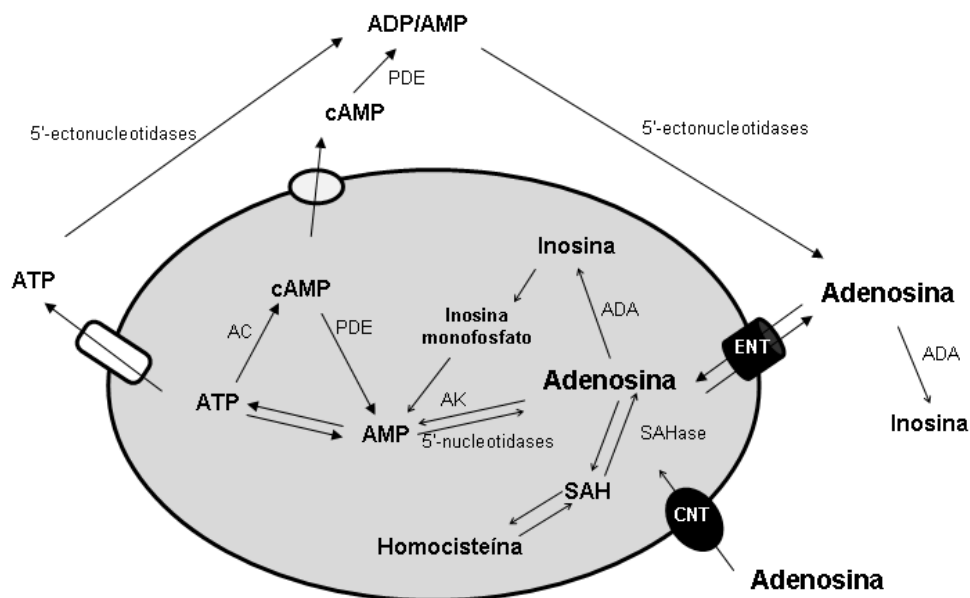 ADP/AMP
PDE
cAMP
5'-ectonucleotidases
5'-ectonucleotidases
Inosina
ATP
cAMP
Adenosina
ADA
AC
PDE
Inosina
monofosfato
ENT
ADA
Adenosina
ATP
AK
AMP
5'-nucleotidases
SAHase
Inosina
SAH
CNT
Homocisteína
Adenosina